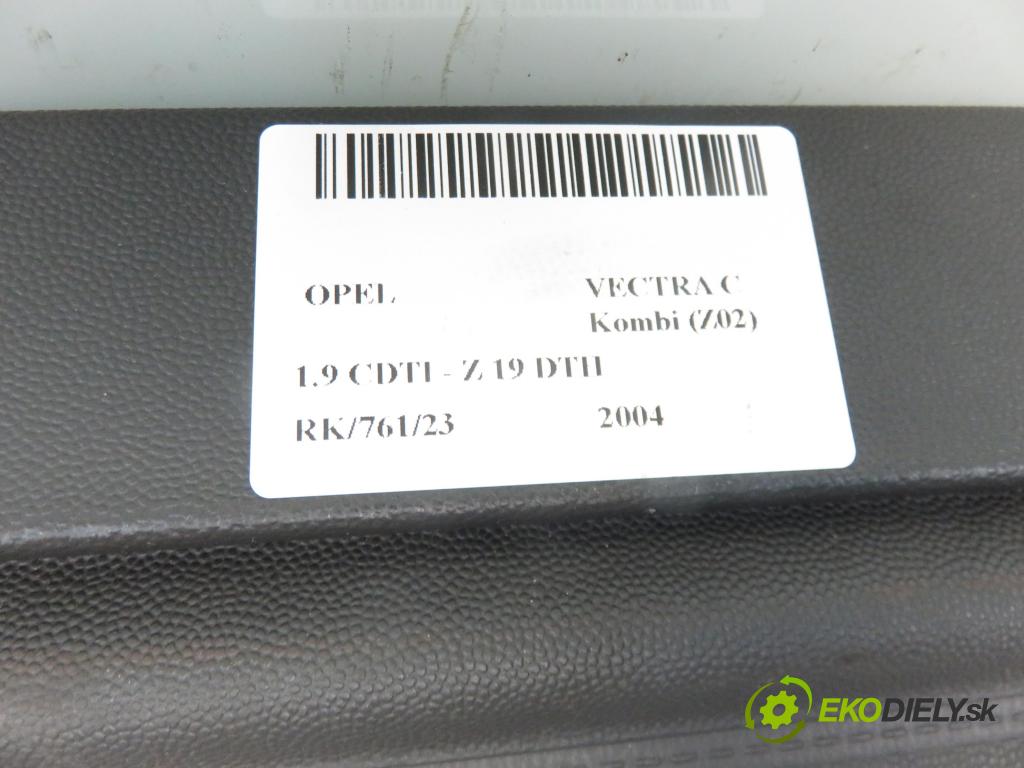 OPEL VECTRA C
Kombi (Z02)
1.9 CDTI - Z 19 DTH
RK/761/23 2004
EKODIELY.sk